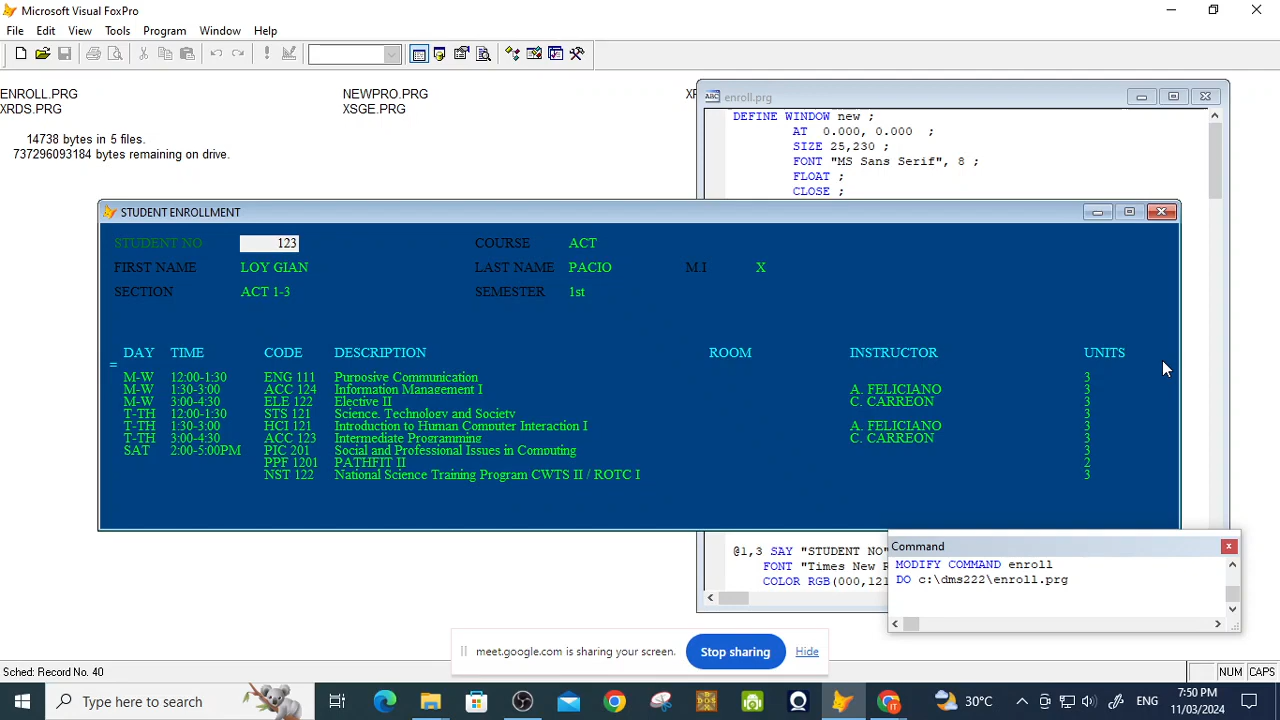 Microsoft Visual FoxPro
File Edit View Tools Program Window Help
ENROLL.PRG NEWPRO.PRG
XRDS.PRG XSGE.PRG
14738 bytes in 5 files.
737296093184 bytes remaining on drive.
enroll.prg
DEFINE WINDOW new ;
AT 0.000, 0.000 ;
SIZE 25,230 ;
FONT "MS Sans Serif", 8 ;
FLOAT ;
CLOSE ;
STUDENT ENROLLMENT
STUDENT NO 123 COURSE ACT
FIRST NAME LOY GIAN LAST NAME PACIO M.I X
SECTION ACT 1-3 SEMESTER 1st
DAY TIME CODE DESCRIPTION ROOM INSTRUCTOR UNITS
=
M-W 12:00-1:30 ENG 111 Purposive Communication 3
M-W 1:30-3:00 ACC 124 Information Management I A. FELICIANO 3
M-W 3:00-4:30 ELE 122 Elective II C. CARREON 3
T-TH 12:00-1:30 STS 121 Science, Technology and Society 3
T-TH 1:30-3:00 HCI 121 Introduction to Human Computer Interaction I A. FELICIANO 3
T-TH 3:00-4:30 ACC 123 Intermediate Programming C. CARREON 3
SAT 2:00-5:00PM PIC 201 Social and Professional Issues in Computing 3
PPF 1201 PATHFIT II 2
NST 122 National Science Training Program CWTS II / ROTC I 3
@1,3 SAY "STUDENT NO"
FONT "Times New
COLOR RGB(000,121
Command
MODIFY COMMAND enroll
DO c:\dms222\enroll.prg
meet.google.com is sharing your screen. Stop sharing Hide
Sched: Record No. 40 NUM CAPS
Type here to search 30°C ENG 7:50 PM
11/03/2024